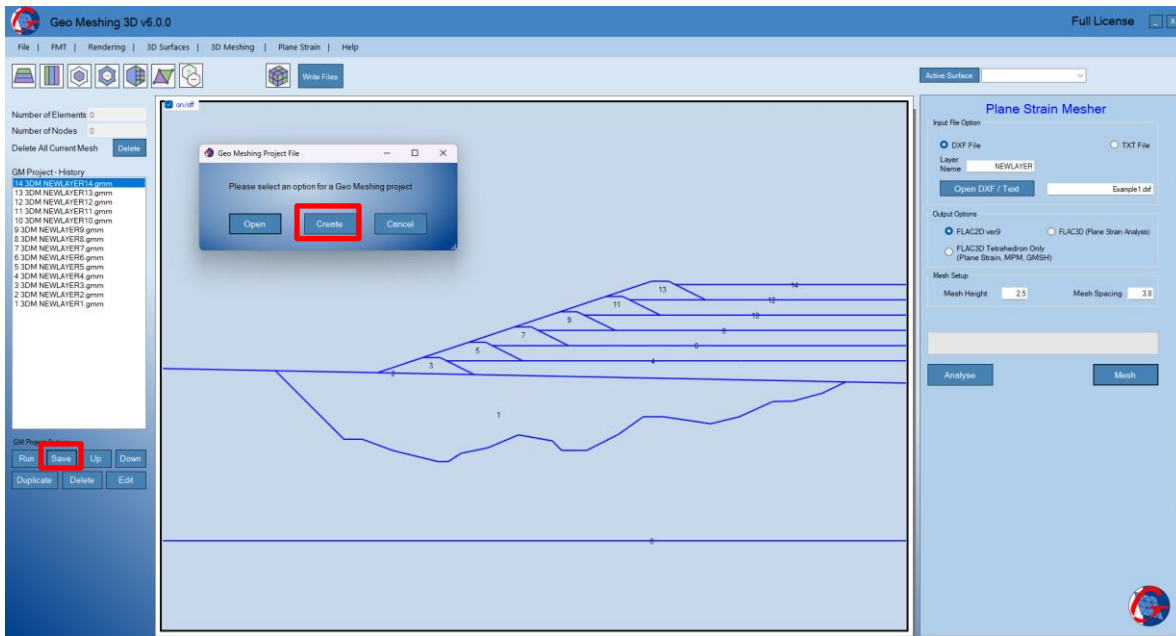 Geo Meshing 3D v6.0.0
Full License
File | FMT | Rendering | 3D Surfaces | 3D Meshing | Plane Strain | Help
Write Files
Active Surface
Number of Elements 0
Number of Nodes 0
Delete All Current Mesh Delete
GM Project - History
14 3DM NEWLAYER14.gmm
13 3DM NEWLAYER13.gmm
12 3DM NEWLAYER12.gmm
11 3DM NEWLAYER11.gmm
10 3DM NEWLAYER10.gmm
9 3DM NEWLAYER9.gmm
8 3DM NEWLAYER8.gmm
7 3DM NEWLAYER7.gmm
6 3DM NEWLAYER6.gmm
5 3DM NEWLAYER5.gmm
4 3DM NEWLAYER4.gmm
3 3DM NEWLAYER3.gmm
2 3DM NEWLAYER2.gmm
1 3DM NEWLAYER1.gmm
GM Project
Run Save Up Down
Duplicate Delete Edit
on/off
Geo Meshing Project File
Please select an option for a Geo Meshing project
Open Create Cancel
14
13
12
11
10
9
8
7
6
5
4
3
2
1
Plane Strain Mesher
Input File Option
DXF File TXT File
Layer
Name NEWLAYER
Open DXF / Text Example1.dxf
Output Options
FLAC2D ver9 FLAC3D (Plane Strain Analysis)
FLAC3D Tetrahedron Only
(Plane Strain, MPM, GMSH)
Mesh Setup
Mesh Height 2.5 Mesh Spacing 3.8
Analyse Mesh